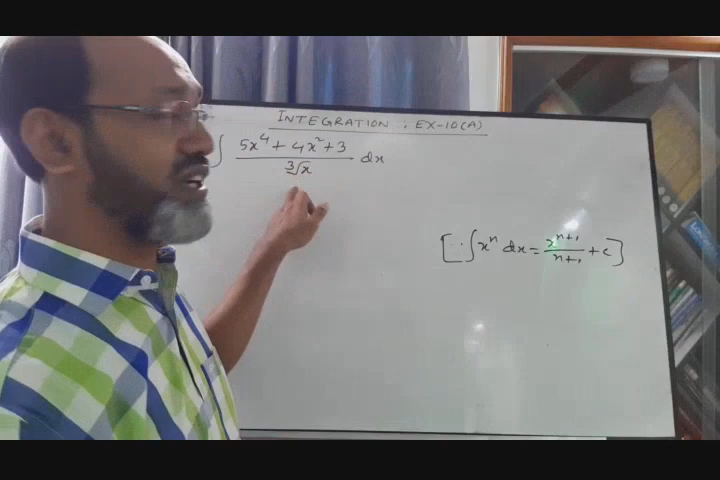 INTEGRATION : EX-10(A)
∫ (5x⁴ + 4x² + 3) / ∛x dx
[∵ ∫ xⁿ dx = xⁿ⁺¹ / n+1 + c]